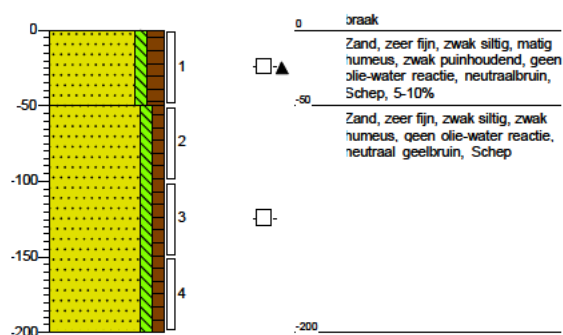 0
-50
-100
-150
-200
1
2
3
4
0
braak
Zand, zeer fijn, zwak siltig, matig
humeus, zwak puinhoudend, geen
olie-water reactie, neutraalbruin,
Schep, 5-10%
-50
Zand, zeer fijn, zwak siltig, zwak
humeus, geen olie-water reactie,
neutraal geelbruin, Schep
-200